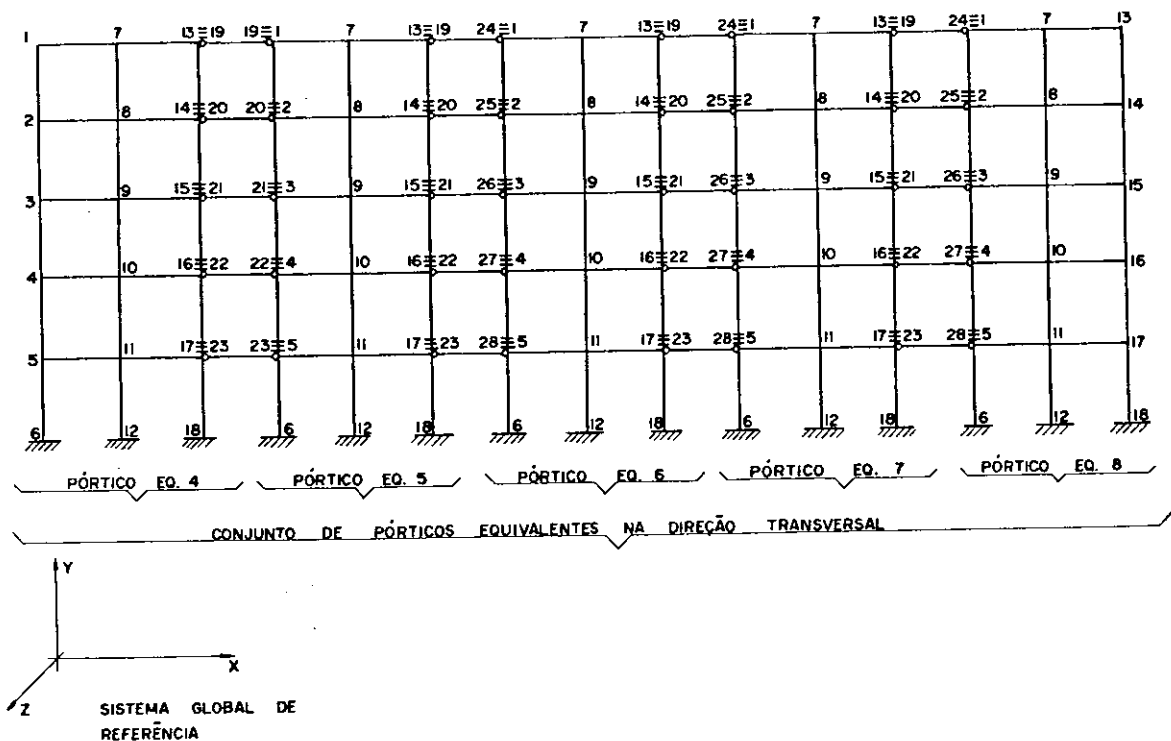 1 7 13≡19 19≡1 7 13≡19 24≡1 7 13≡19 24≡1 7 13≡19 24≡1 7 13
2 8 14≡20 20≡2 8 14≡20 25≡2 8 14≡20 25≡2 8 14≡20 25≡2 8 14
3 9 15≡21 21≡3 9 15≡21 26≡3 9 15≡21 26≡3 9 15≡21 26≡3 9 15
4 10 16≡22 22≡4 10 16≡22 27≡4 10 16≡22 27≡4 10 16≡22 27≡4 10 16
5 11 17≡23 23≡5 11 17≡23 28≡5 11 17≡23 28≡5 11 17≡23 28≡5 11 17
6 12 18 6 12 18 6 12 18 6 12 18 6 12 18
PÓRTICO EQ. 4 PÓRTICO EQ. 5 PÓRTICO EQ. 6 PÓRTICO EQ. 7 PÓRTICO EQ. 8
CONJUNTO DE PÓRTICOS EQUIVALENTES NA DIREÇÃO TRANSVERSAL
Y
X
Z
SISTEMA GLOBAL DE
REFERÊNCIA